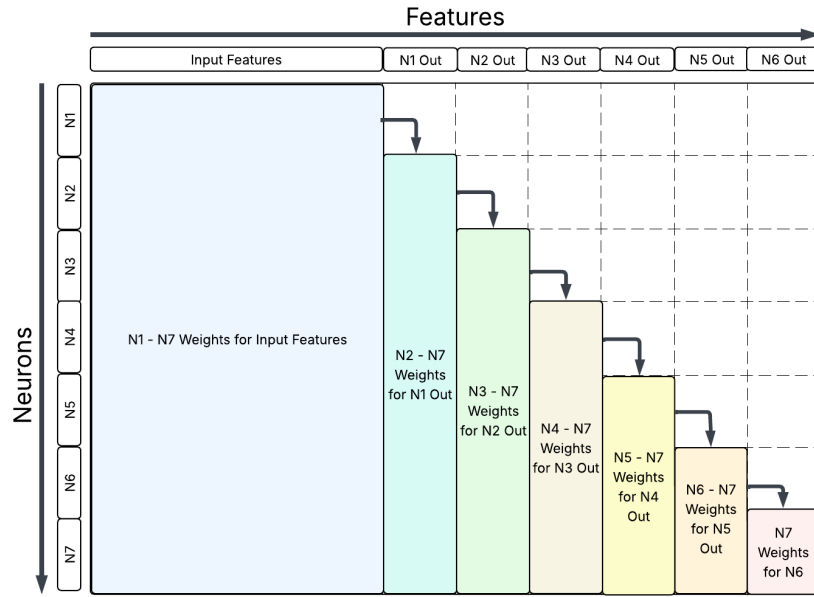 Features
Input Features
N1 Out
N2 Out
N3 Out
N4 Out
N5 Out
N6 Out
Neurons
N1
N2
N3
N4
N5
N6
N7
N1 - N7 Weights for Input Features
N2 - N7
Weights
for N1 Out
N3 - N7
Weights
for N2 Out
N4 - N7
Weights
for N3 Out
N5 - N7
Weights
for N4
Out
N6 - N7
Weights
for N5
Out
N7
Weights
for N6